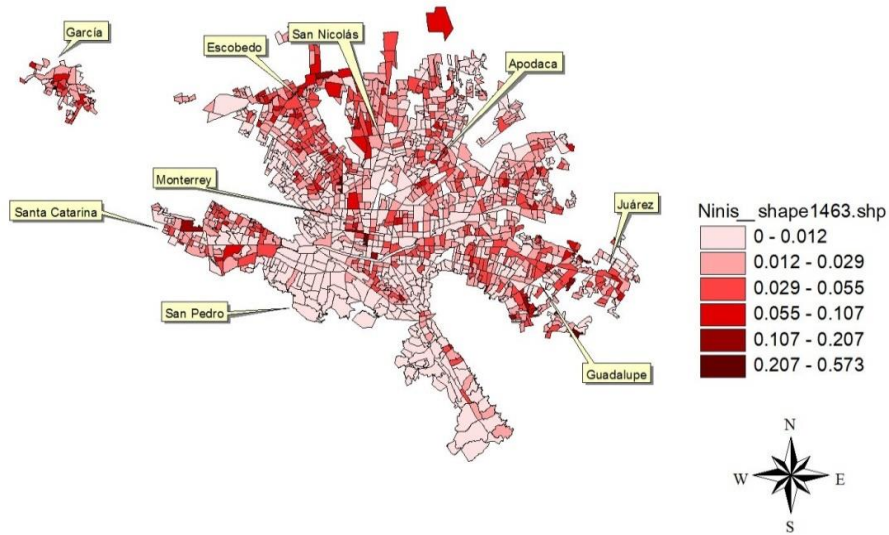 García
San Nicolás
Escobedo
Apodaca
Monterrey
Santa Catarina
Juárez
San Pedro
Guadalupe
Ninis__shape1463.shp
0 - 0.012
0.012 - 0.029
0.029 - 0.055
0.055 - 0.107
0.107 - 0.207
0.207 - 0.573
N
W
E
S